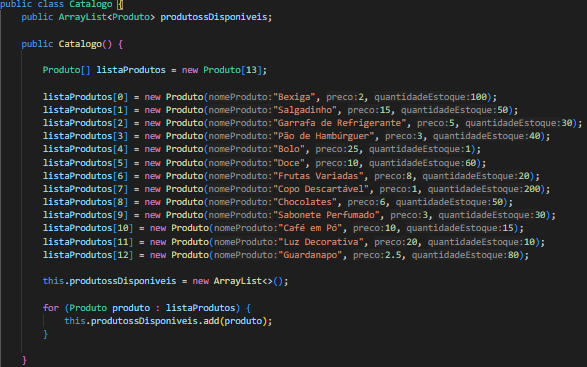 public class Catalogo {
public ArrayList<Produto> produtossDisponiveis;
public Catalogo() {
Produto[] listaProdutos = new Produto[13];
listaProdutos[0] = new Produto(nomeProduto:"Bexiga", preco:2, quantidadeEstoque:100);
listaProdutos[1] = new Produto(nomeProduto:"Salgadinho", preco:15, quantidadeEstoque:50);
listaProdutos[2] = new Produto(nomeProduto:"Garrafa de Refrigerante", preco:5, quantidadeEstoque:30);
listaProdutos[3] = new Produto(nomeProduto:"Pão de Hambúrguer", preco:3, quantidadeEstoque:40);
listaProdutos[4] = new Produto(nomeProduto:"Bolo", preco:25, quantidadeEstoque:1);
listaProdutos[5] = new Produto(nomeProduto:"Doce", preco:10, quantidadeEstoque:60);
listaProdutos[6] = new Produto(nomeProduto:"Frutas Variadas", preco:8, quantidadeEstoque:20);
listaProdutos[7] = new Produto(nomeProduto:"Copo Descartável", preco:1, quantidadeEstoque:200);
listaProdutos[8] = new Produto(nomeProduto:"Chocolates", preco:6, quantidadeEstoque:50);
listaProdutos[9] = new Produto(nomeProduto:"Sabonete Perfumado", preco:3, quantidadeEstoque:30);
listaProdutos[10] = new Produto(nomeProduto:"Café em Pó", preco:10, quantidadeEstoque:15);
listaProdutos[11] = new Produto(nomeProduto:"Luz Decorativa", preco:20, quantidadeEstoque:10);
listaProdutos[12] = new Produto(nomeProduto:"Guardanapo", preco:2.5, quantidadeEstoque:80);
this.produtossDisponiveis = new ArrayList<>();
for (Produto produto : listaProdutos) {
this.produtossDisponiveis.add(produto);
}
}